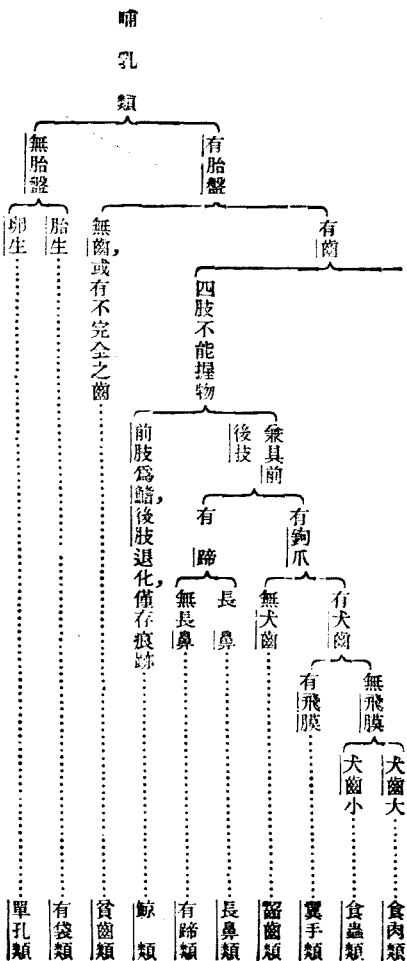 哺乳類
有胎盤
無胎盤
有齒
無齒,或有不完全之齒
胎生
卵生
四肢不能握物
兼具前
後技
前肢爲鰭,後肢退化,僅存痕跡
有鉤爪
有蹄
有犬齒
無犬齒
長鼻
無長鼻
無飛膜
有飛膜
犬齒大
犬齒小
食肉類
食蟲類
翼手類
齧齒類
長鼻類
有蹄類
鯨類
貧齒類
有袋類
單孔類